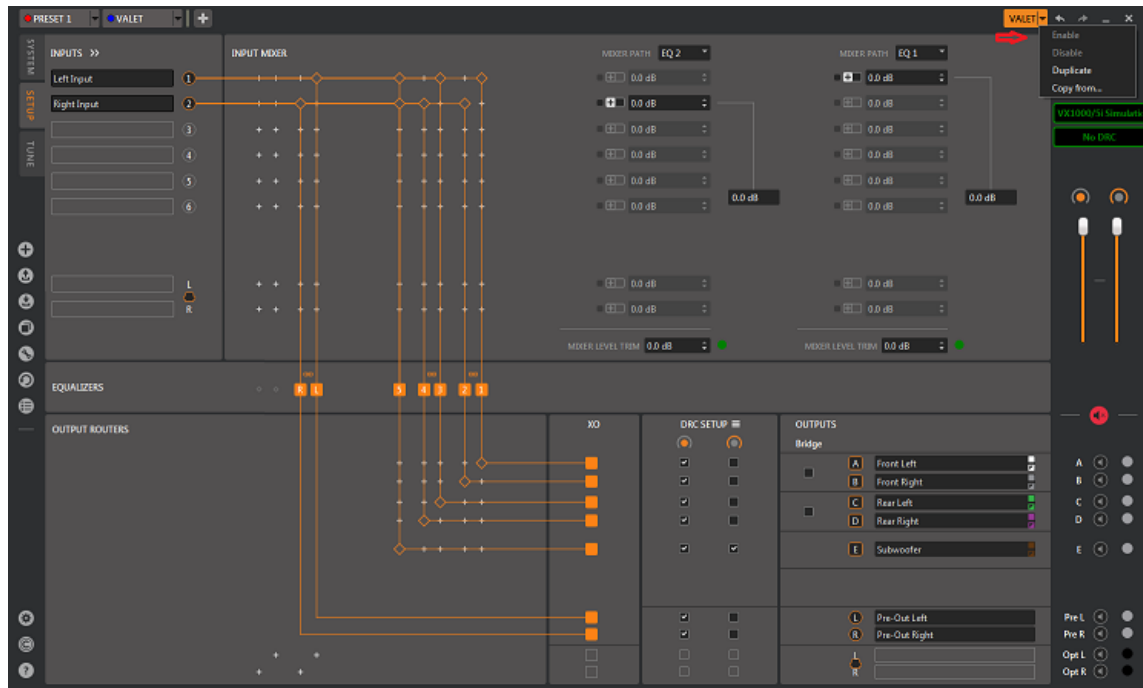 PRESET 1 VALET VALET
Enable
Disable
Duplicate
Copy from...
SYSTEM
SETUP
TUNE
INPUTS >>
Left Input 1
Right Input 2
3
4
5
6
L
R
INPUT MIXER
MIXER PATH EQ 2
0.0 dB
0.0 dB
0.0 dB
0.0 dB
0.0 dB
0.0 dB
0.0 dB
0.0 dB
0.0 dB
MIXER LEVEL TRIM 0.0 dB
MIXER PATH EQ 1
0.0 dB
0.0 dB
0.0 dB
0.0 dB
0.0 dB
0.0 dB
0.0 dB
0.0 dB
0.0 dB
MIXER LEVEL TRIM 0.0 dB
VX1000/5i Simulati
No DRC
EQUALIZERS
R L 5 4 3 2 1
OUTPUT ROUTERS
XO
DRC SETUP
OUTPUTS
Bridge
A Front Left A
B Front Right B
C Rear Left C
D Rear Right D
E Subwoofer E
L Pre-Out Left Pre L
R Pre-Out Right Pre R
L Opt L
R Opt R